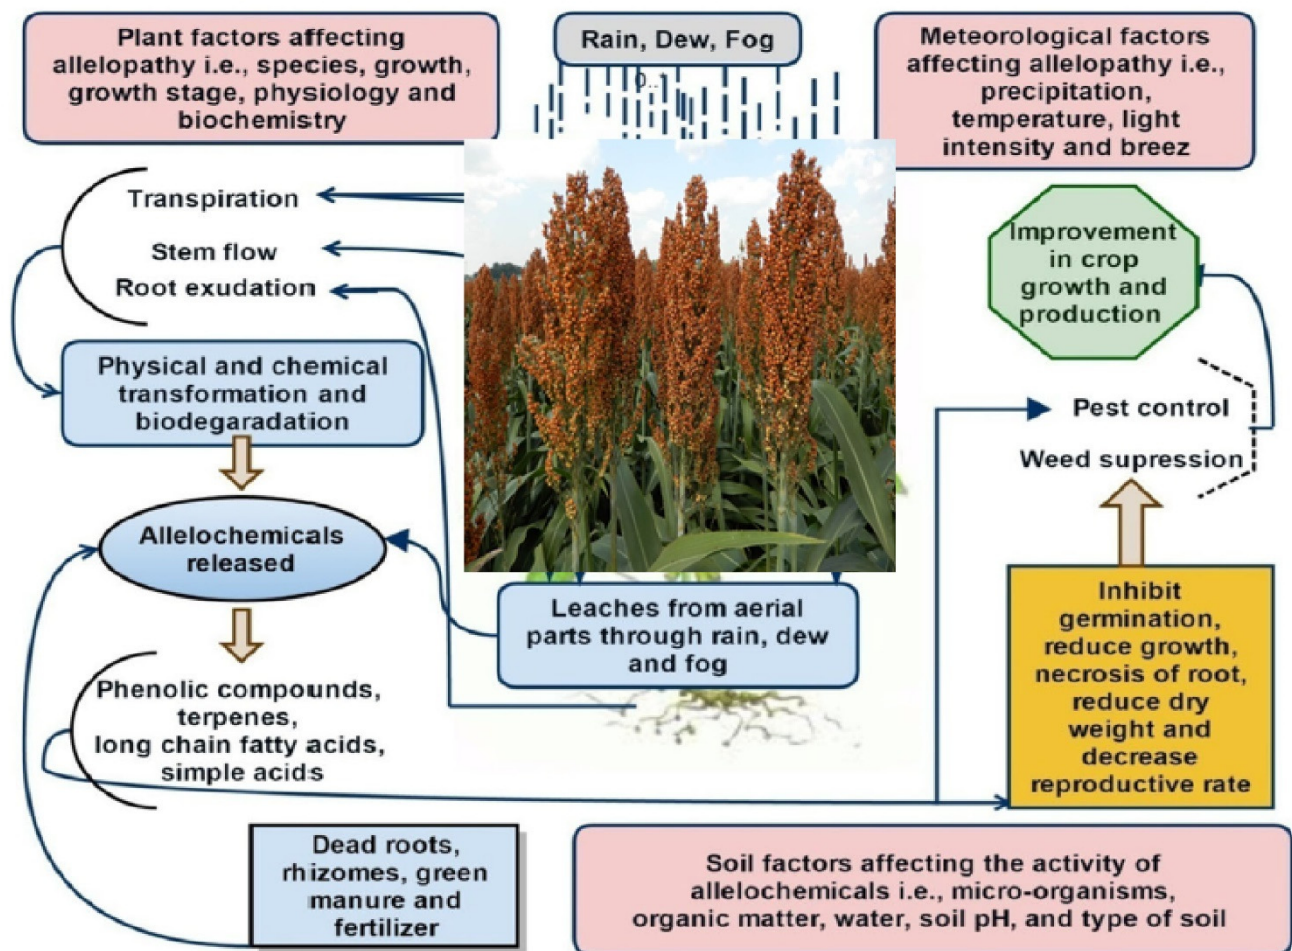 Plant factors affecting
allelopathy i.e., species, growth,
growth stage, physiology and
biochemistry
Rain, Dew, Fog
0..1
Meteorological factors
affecting allelopathy i.e.,
precipitation,
temperature, light
intensity and breez
Transpiration
Stem flow
Root exudation
Improvement
in crop
growth and
production
Physical and chemical
transformation and
biodegaradation
Pest control
Weed supression
Allelochemicals
released
Leaches from aerial
parts through rain, dew
and fog
Inhibit
germination,
reduce growth,
necrosis of root,
reduce dry
weight and
decrease
reproductive rate
Phenolic compounds,
terpenes,
long chain fatty acids,
simple acids
Dead roots,
rhizomes, green
manure and
fertilizer
Soil factors affecting the activity of
allelochemicals i.e., micro-organisms,
organic matter, water, soil pH, and type of soil